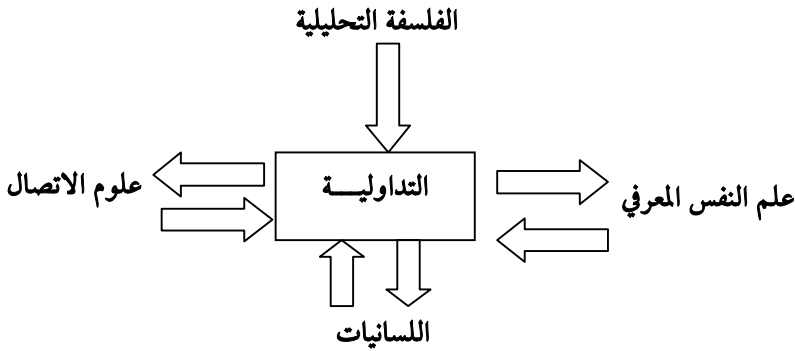 الفلسفة التحليلية
التداوليـــة
علم النفس المعرفي
علوم الاتصال
اللسانيات